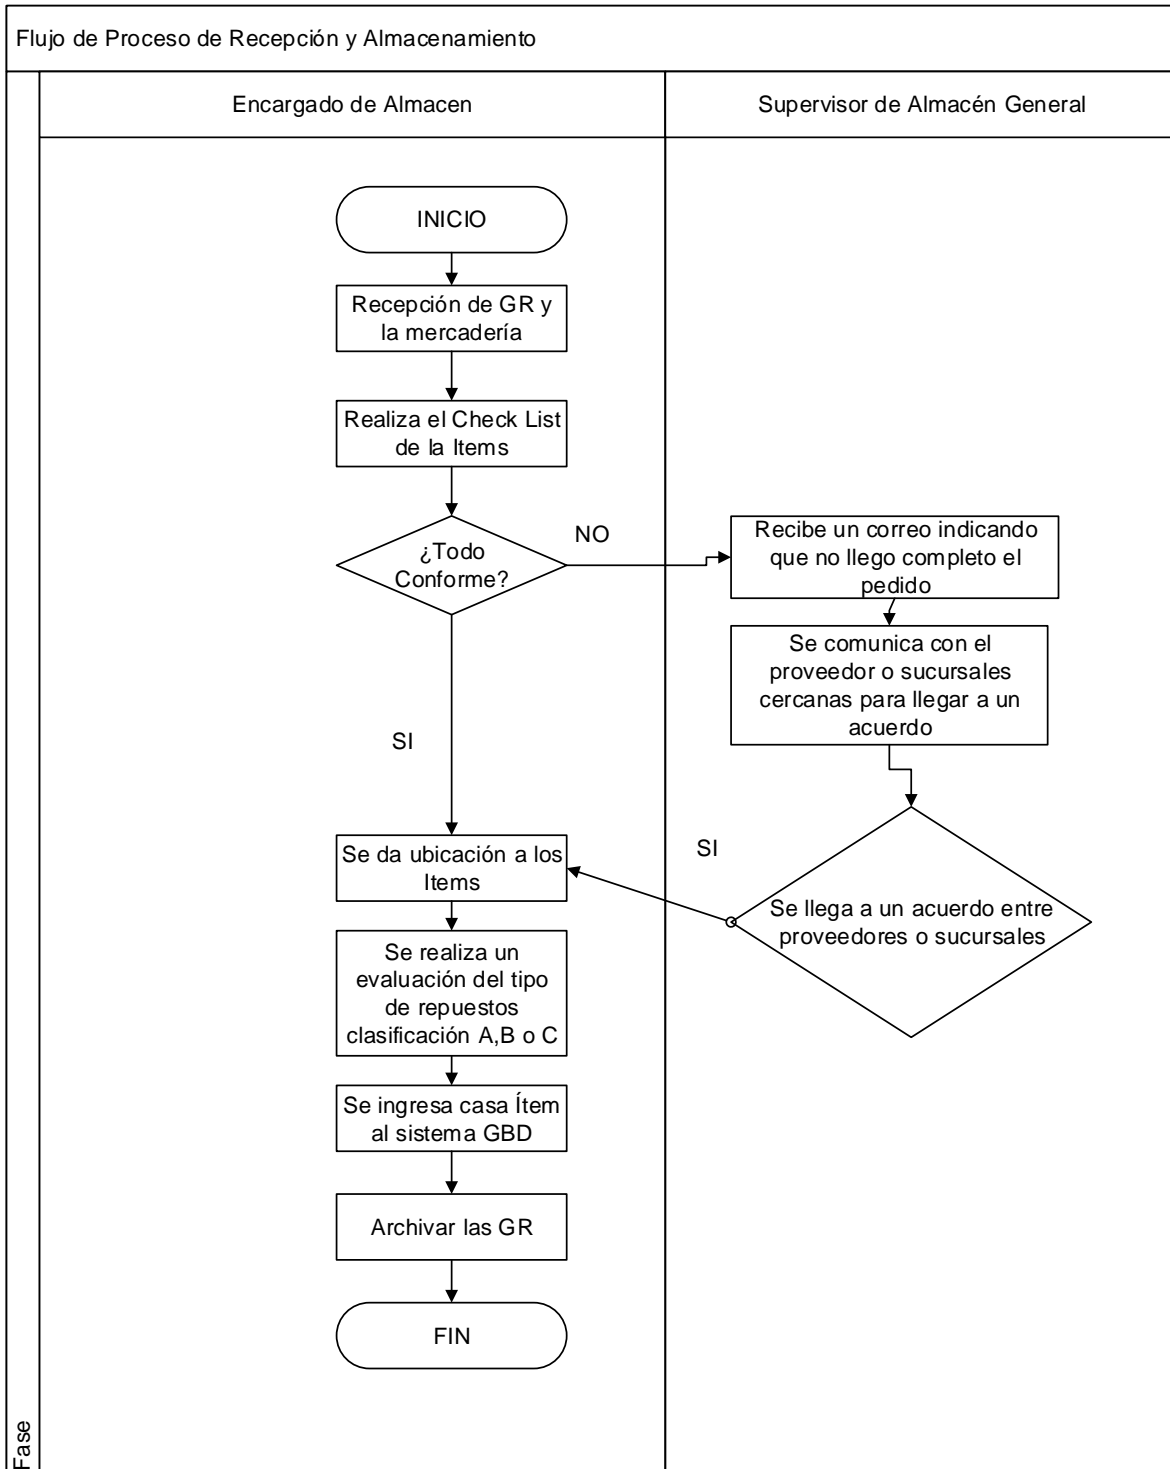 Flujo de Proceso de Recepción y Almacenamiento
Encargado de Almacen
Supervisor de Almacén General
INICIO
Recepción de GR y
la mercadería
Realiza el Check List
de la Items
¿Todo
Conforme?
NO
Recibe un correo indicando
que no llego completo el
pedido
Se comunica con el
proveedor o sucursales
cercanas para llegar a un
acuerdo
SI
Se da ubicación a los
Items
SI
Se llega a un acuerdo entre
proveedores o sucursales
Se realiza un
evaluación del tipo
de repuestos
clasificación A,B o C
Se ingresa casa Ítem
al sistema GBD
Archivar las GR
FIN
Fase